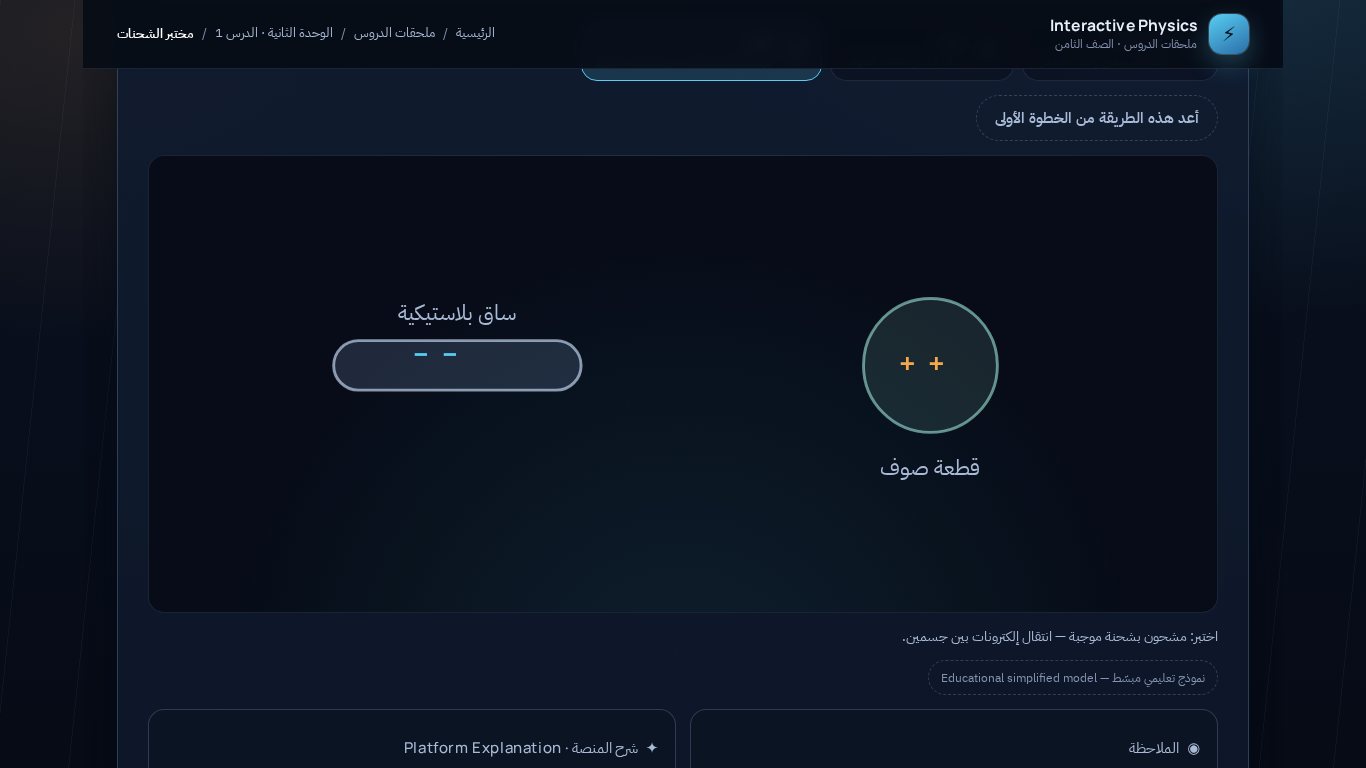 Interactive Physics
ملحقات الدروس · الصف الثامن
الرئيسية / ملحقات الدروس / الوحدة الثانية · الدرس 1 / مختبر الشحنات
أعد هذه الطريقة من الخطوة الأولى
ساق بلاستيكية
− −
+ +
قطعة صوف
اختبر: مشحون بشحنة موجبة — انتقال إلكترونات بين جسمين.
نموذج تعليمي مبسّط — Educational simplified model
◉ الملاحظة
✦ شرح المنصة · Platform Explanation